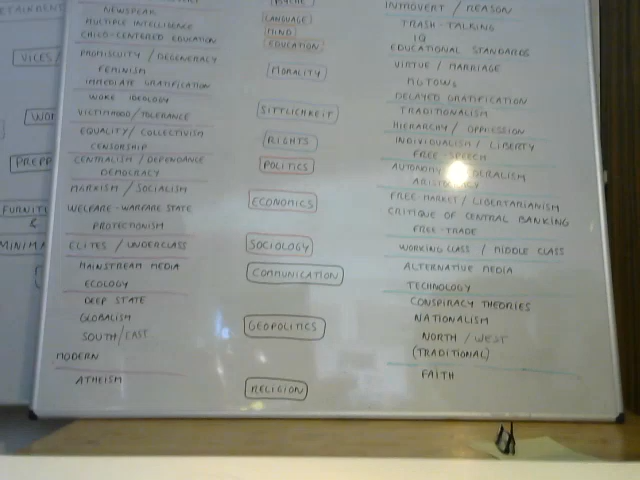 NEWSPEAK
MULTIPLE INTELLIGENCE
CHILD-CENTERED EDUCATION
PROMISCUITY / DEGENERACY
FEMINISM
IMMEDIATE GRATIFICATION
WOKE IDEOLOGY
VICTIMHOOD/TOLERANCE
EQUALITY/ COLLECTIVISM
CENSORSHIP
CENTRALISM / DEPENDANCE
DEMOCRACY
MARXISM / SOCIALISM
WELFARE-WARFARE STATE
PROTECTIONISM
ELITES / UNDERCLASS
MAINSTREAM MEDIA
ECOLOGY
DEEP STATE
GLOBALISM
SOUTH/EAST
MODERN
ATHEISM
LANGUAGE
MIND
EDUCATION
MORALITY
SITTLICHKEIT
RIGHTS
POLITICS
ECONOMICS
SOCIOLOGY
COMMUNICATION
GEOPOLITICS
RELIGION
INTROVERT / REASON
TRASH-TALKING
IQ
EDUCATIONAL STANDARDS
VIRTUE / MARRIAGE
MGTOWs
DELAYED GRATIFICATION
TRADITIONALISM
HIERARCHY / OPPRESSION
INDIVIDUALISM / LIBERTY
FREE-SPEECH
FREE MARKET / LIBERTARIANISM
CRITIQUE OF CENTRAL BANKING
FREE-TRADE
WORKING CLASS / MIDDLE CLASS
ALTERNATIVE MEDIA
TECHNOLOGY
CONSPIRACY THEORIES
NATIONALISM
NORTH / WEST
(TRADITIONAL)
FAITH
VICES/